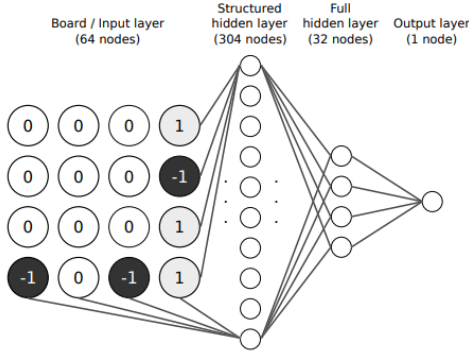 Board / Input layer
(64 nodes)
Structured
hidden layer
(304 nodes)
Full
hidden layer
(32 nodes)
Output layer
(1 node)
0 0 0 1
0 0 0 -1
0 0 0 1
-1 0 -1 1